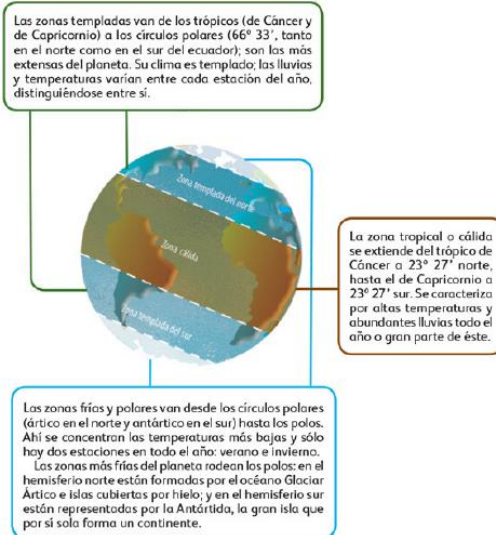 Las zonas templadas van de los trópicos (de Cáncer y
de Capricornio) a los círculos polares (66º 33', tanto
en el norte como en el sur del ecuador); son las más
extensas del planeta. Su clima es templado; las lluvias
y temperaturas varían entre cada estación del año,
distinguiéndose entre sí.
Zona templada del norte
Zona cálida
Zona templada del sur
La zona tropical o cálida
se extiende del trópico de
Cáncer a 23º 27' norte,
hasta el de Capricornio a
23º 27' sur. Se caracteriza
por altas temperaturas y
abundantes lluvias todo el
año o gran parte de éste.
Las zonas frías y polares van desde los círculos polares
(ártico en el norte y antártico en el sur) hasta los polos.
Ahí se concentran las temperaturas más bajas y sólo
hay dos estaciones en todo el año: verano e invierno.
Las zonas más frías del planeta rodean los polos: en el
hemisferio norte están formadas por el océano Glaciar
Ártico e islas cubiertas por hielo; y en el hemisferio sur
están representadas por la Antártida, la gran isla que
por sí sola forma un continente.